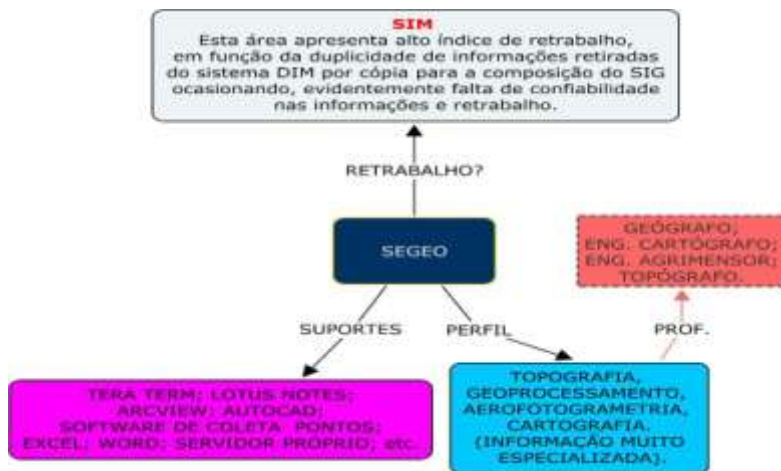 SIM
Esta área apresenta alto índice de retrabalho,
em função da duplicidade de informações retiradas
do sistema DIM por cópia para a composição do SIG
ocasionando, evidentemente falta de confiabilidade
nas informações e retrabalho.
RETRABALHO?
SEGEO
GEÓGRAFO;
ENG. CARTÓGRAFO;
ENG. AGRIMENSOR;
TOPÓGRAFO.
SUPORTES
PERFIL
PROF.
TERA TERM; LOTUS NOTES;
ARCVIEW; AUTOCAD;
SOFTWARE DE COLETA PONTOS;
EXCEL; WORD; SERVIDOR PRÓPRIO; etc.
TOPOGRAFIA,
GEOPROCESSAMENTO,
AEROFOTOGRAMETRIA,
CARTOGRAFIA.
(INFORMAÇÃO MUITO
ESPECIALIZADA).